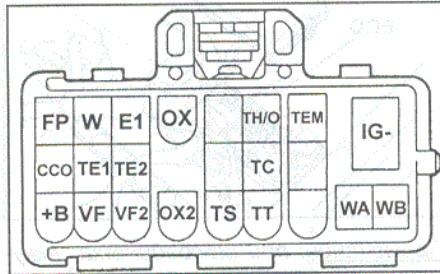 FP W E1 OX TH/O TEM IG-
CCO TE1 TE2 TC
+B VF VF2 OX2 TS TT WA WB